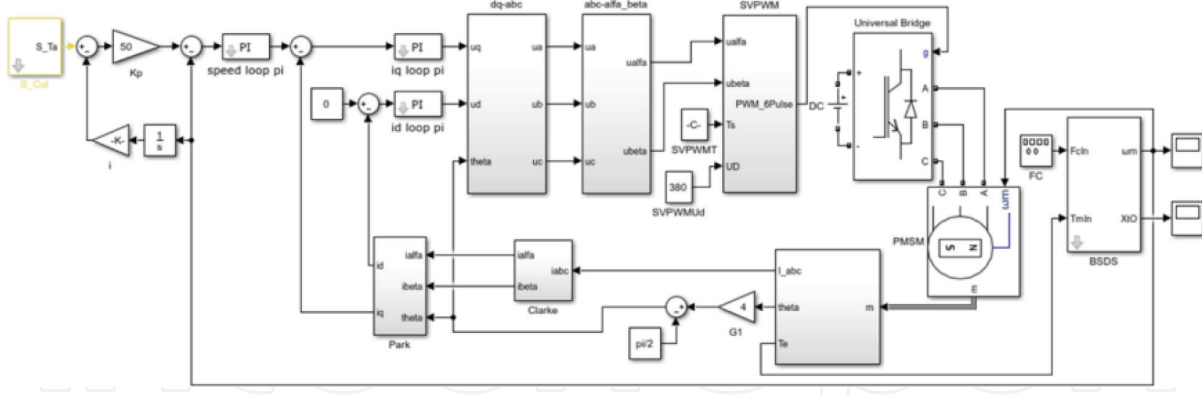 dq-abc
abc-alfa_beta
SVPWM
Universal Bridge
S_Ta
S_Cal
50
Kp
PI
speed loop pi
PI
iq loop pi
0
PI
id loop pi
-K-
i
1
s
uq
ud
theta
ua
ub
uc
ua
ub
uc
ualfa
ubeta
ualfa
ubeta
Ts
UD
PWM_6Pulse
-C-
SVPWMT
380
SVPWMUd
DC
+
-
g
A
B
C
C
B
A
ωm
S
N
PMSM
m
0000
00
FC
FcIn
TmIn
ωm
XtO
BSDS
id
iq
ialfa
ibeta
theta
Park
ialfa
ibeta
iabc
Clarke
pi/2
4
G1
I_abc
theta
Te
m